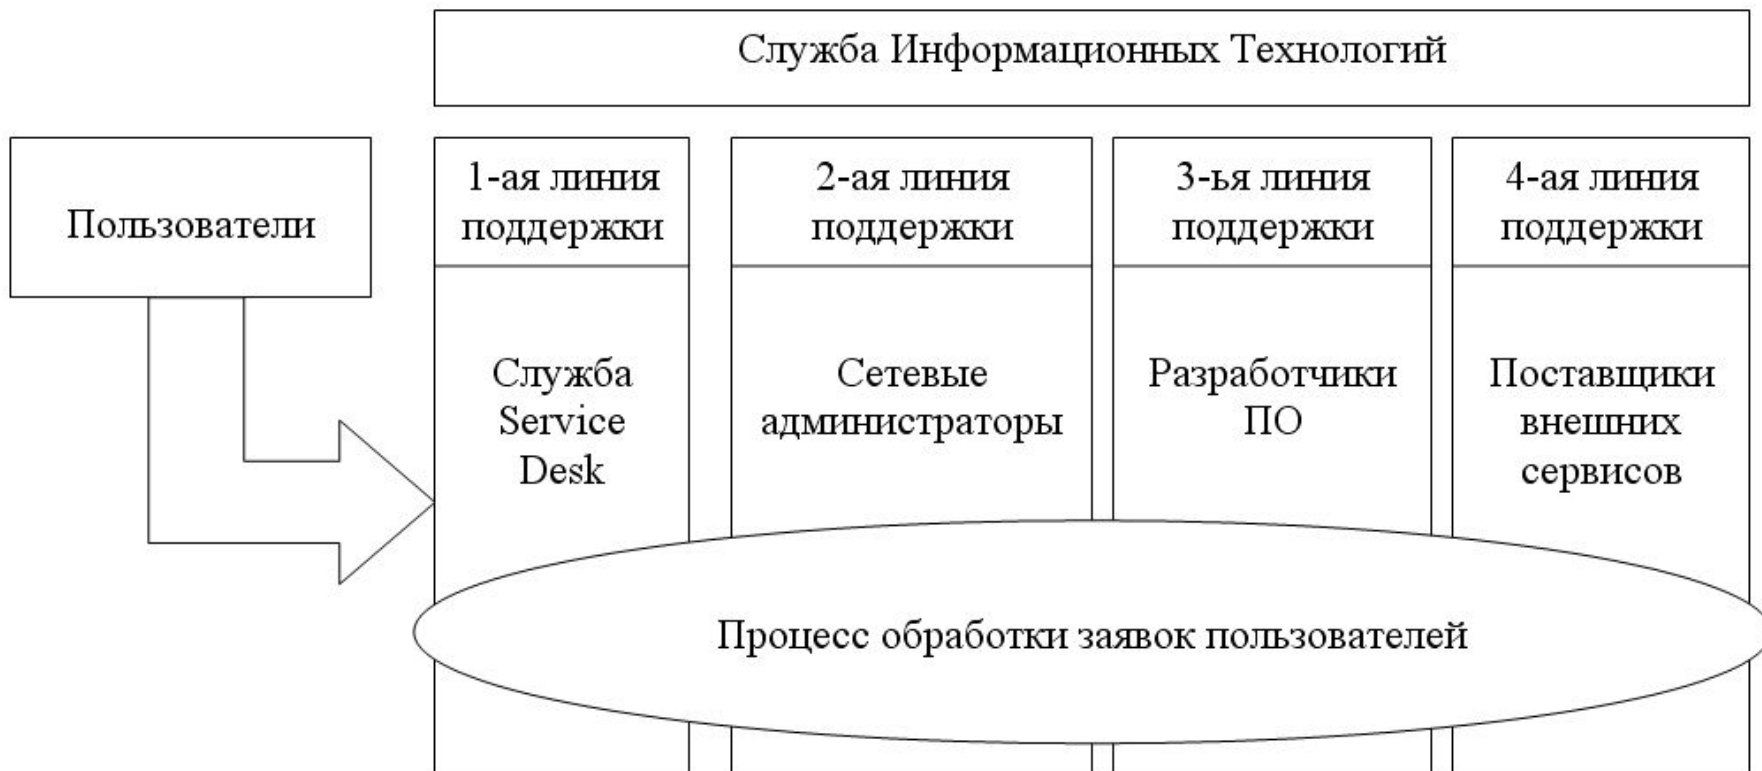 Служба Информационных Технологий
Пользователи
1-ая линия
поддержки
2-ая линия
поддержки
3-ья линия
поддержки
4-ая линия
поддержки
Служба
Service
Desk
Сетевые
администраторы
Разработчики
ПО
Поставщики
внешних
сервисов
Процесс обработки заявок пользователей